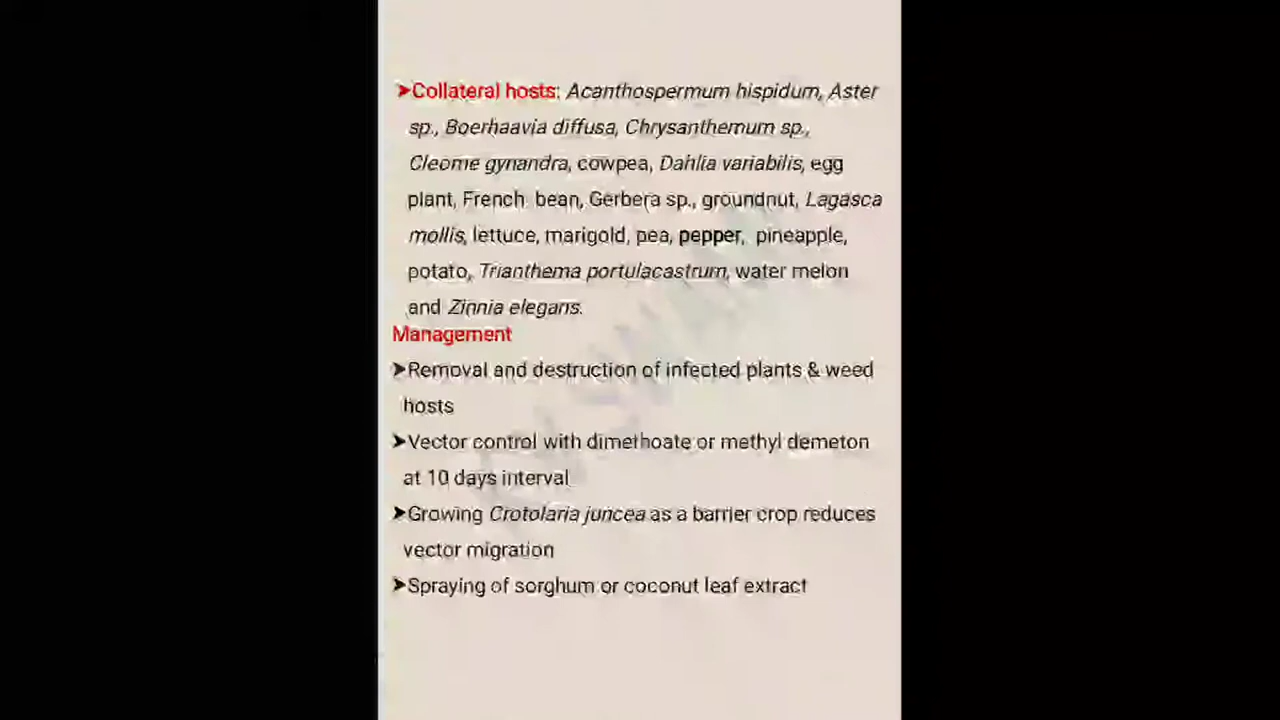 ➤Collateral hosts: Acanthospermum hispidum, Aster
sp., Boerhaavia diffusa, Chrysanthemum sp.,
Cleome gynandra, cowpea, Dahlia variabilis, egg
plant, French bean, Gerbera sp., groundnut, Lagasca
mollis, lettuce, marigold, pea, pepper, pineapple,
potato, Trianthema portulacastrum, water melon
and Zinnia elegans.
Management
➤Removal and destruction of infected plants & weed
hosts
➤Vector control with dimethoate or methyl demeton
at 10 days interval
➤Growing Crotolaria juncea as a barrier crop reduces
vector migration
➤Spraying of sorghum or coconut leaf extract